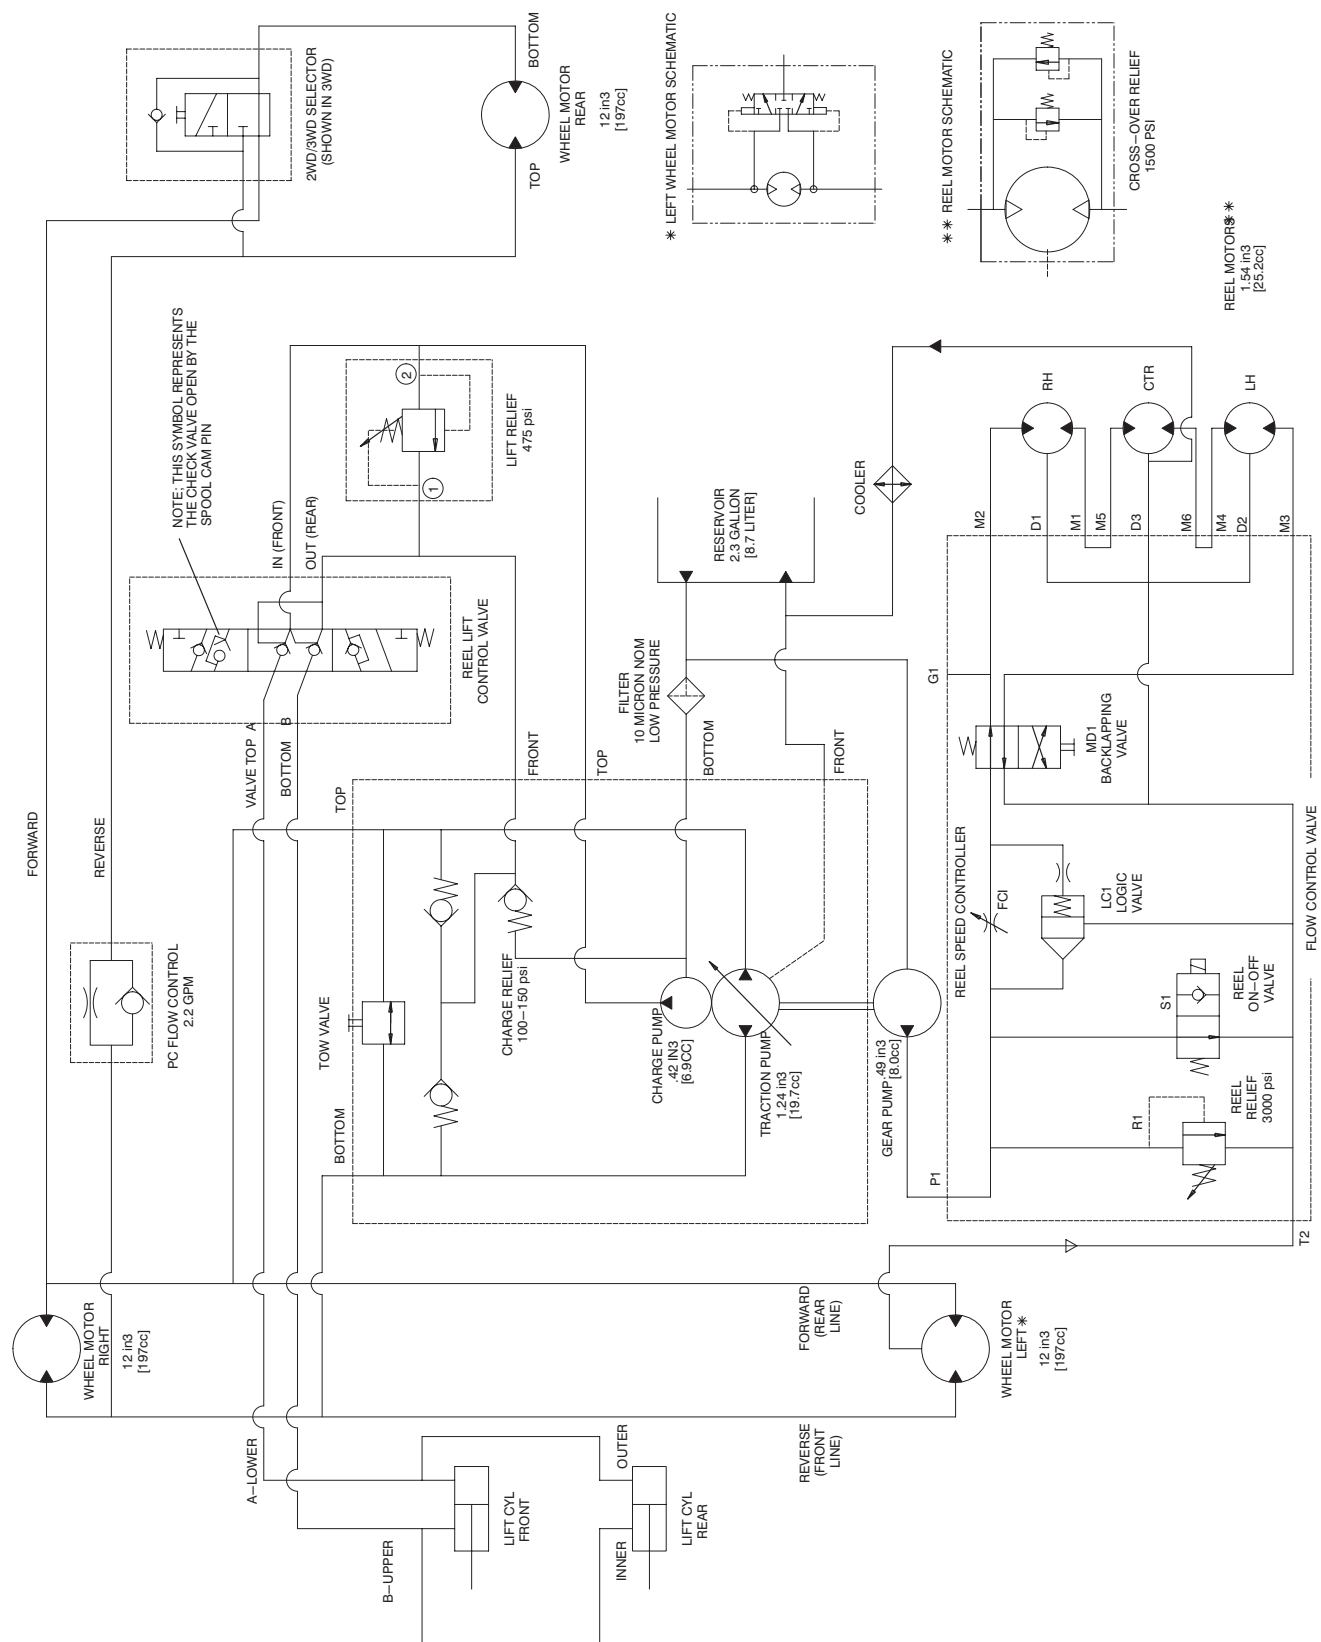 2WD/3WD SELECTOR
(SHOWN IN 3WD)
BOTTOM
WHEEL MOTOR
REAR
12 in3
[197cc]
TOP
* LEFT WHEEL MOTOR SCHEMATIC
** REEL MOTOR SCHEMATIC
CROSS–OVER RELIEF
1500 PSI
REEL MOTORS**
1.54 in3
[25.2cc]
NOTE; THIS SYMBOL REPRESENTS
THE CHECK VALVE OPEN BY THE
SPOOL CAM PIN
IN (FRONT)
OUT (REAR)
2
1
LIFT RELIEF
475 psi
REEL LIFT
CONTROL VALVE
RESERVOIR
2.3 GALLON
[8.7 LITER]
COOLER
RH
CTR
LH
M2
D1
M1
M5
D3
M6
M4
D2
M3
FORWARD
REVERSE
VALVE TOP A
BOTTOM B
TOP
FRONT
TOP
FILTER
10 MICRON NOM
LOW PRESSURE
BOTTOM
FRONT
G1
MD1
BACKLAPPING
VALVE
PC FLOW CONTROL
2.2 GPM
TOW VALVE
BOTTOM
CHARGE RELIEF
100–150 psi
CHARGE PUMP
.42 IN3
[6.9CC]
TRACTION PUMP
1.24 in3
[19.7cc]
GEAR PUMP.49 in3
[8.0cc]
P1
REEL SPEED CONTROLLER
FCI
LC1
LOGIC
VALVE
S1
REEL
ON–OFF
VALVE
R1
REEL
RELIEF
3000 psi
FLOW CONTROL VALVE
T2
WHEEL MOTOR
RIGHT
12 in3
[197cc]
FORWARD
(REAR
LINE)
WHEEL MOTOR
LEFT*
12 in3
[197cc]
REVERSE
(FRONT
LINE)
A–LOWER
B–UPPER
LIFT CYL
FRONT
OUTER
INNER
LIFT CYL
REAR